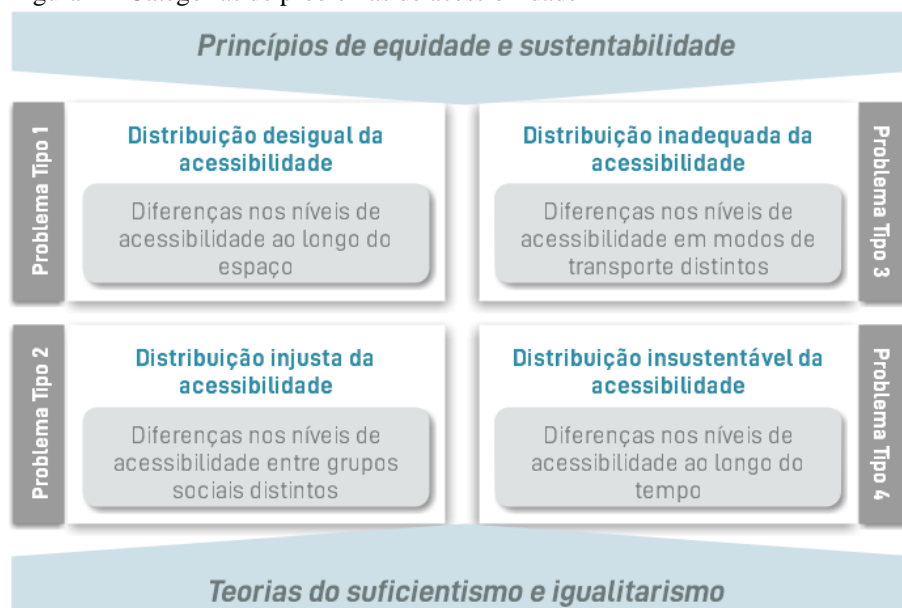 Princípios de equidade e sustentabilidade
Problema Tipo 1
Distribuição desigual da
acessibilidade
Diferenças nos níveis de
acessibilidade ao longo do
espaço
Distribuição inadequada da
acessibilidade
Diferenças nos níveis de
acessibilidade em modos de
transporte distintos
Problema Tipo 3
Problema Tipo 2
Distribuição injusta da
acessibilidade
Diferenças nos níveis de
acessibilidade entre grupos
sociais distintos
Distribuição insustentável da
acessibilidade
Diferenças nos níveis de
acessibilidade ao longo do
tempo
Problema Tipo 4
Teorias do suficientismo e igualitarismo